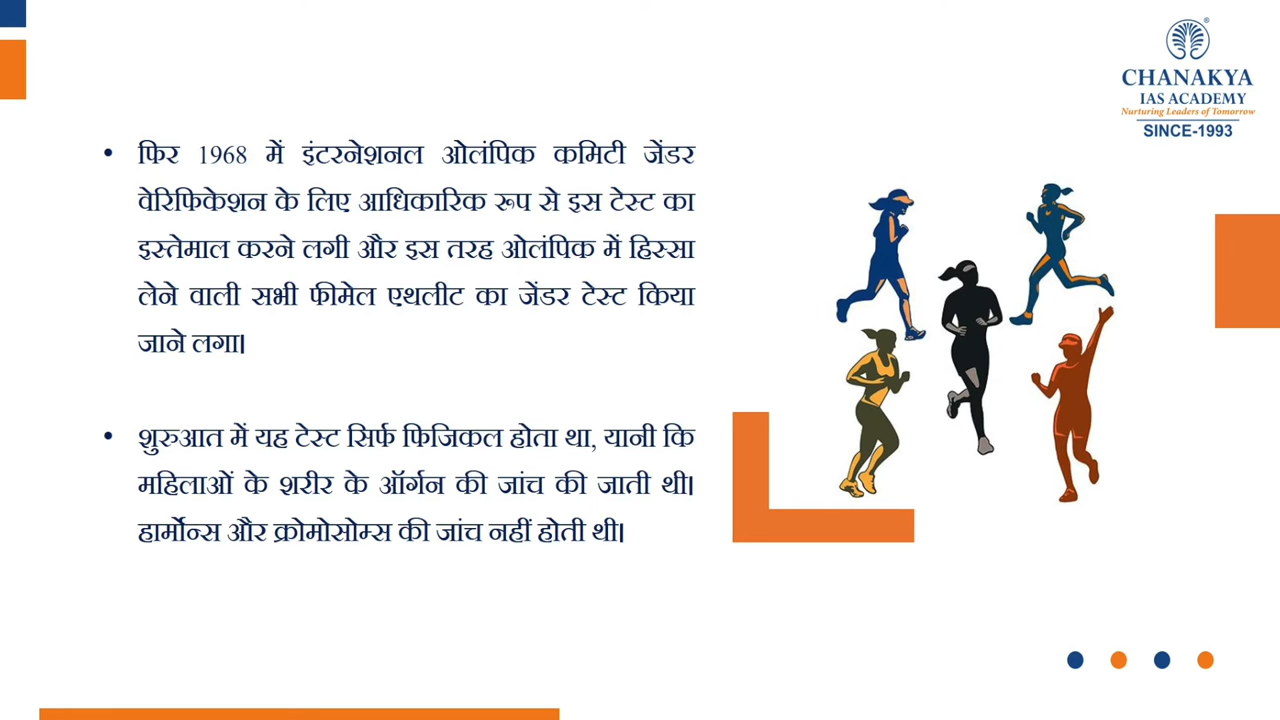 CHANAKYA
IAS ACADEMY
Nurturing Leaders of Tomorrow
SINCE-1993
• फिर 1968 में इंटरनेशनल ओलंपिक कमिटी जेंडर
वेरिफिकेशन के लिए आधिकारिक रूप से इस टेस्ट का
इस्तेमाल करने लगी और इस तरह ओलंपिक में हिस्सा
लेने वाली सभी फीमेल एथलीट का जेंडर टेस्ट किया
जाने लगा।
• शुरुआत में यह टेस्ट सिर्फ फिजिकल होता था, यानी कि
महिलाओं के शरीर के ऑर्गन की जांच की जाती थी।
हार्मोन्स और क्रोमोसोम्स की जांच नहीं होती थी।